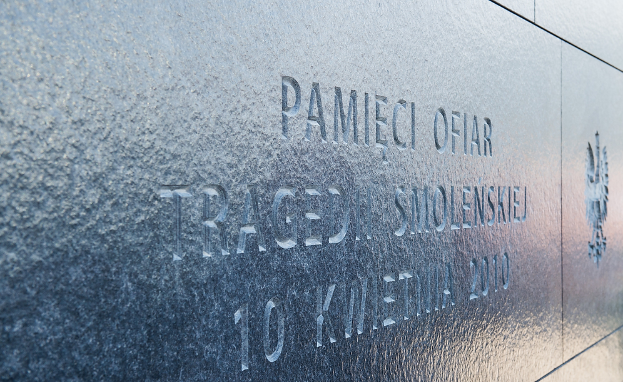 PAMIĘCI OFIAR
TRAGEDII SMOLEŃSKIEJ
10 KWIETNIA 2010